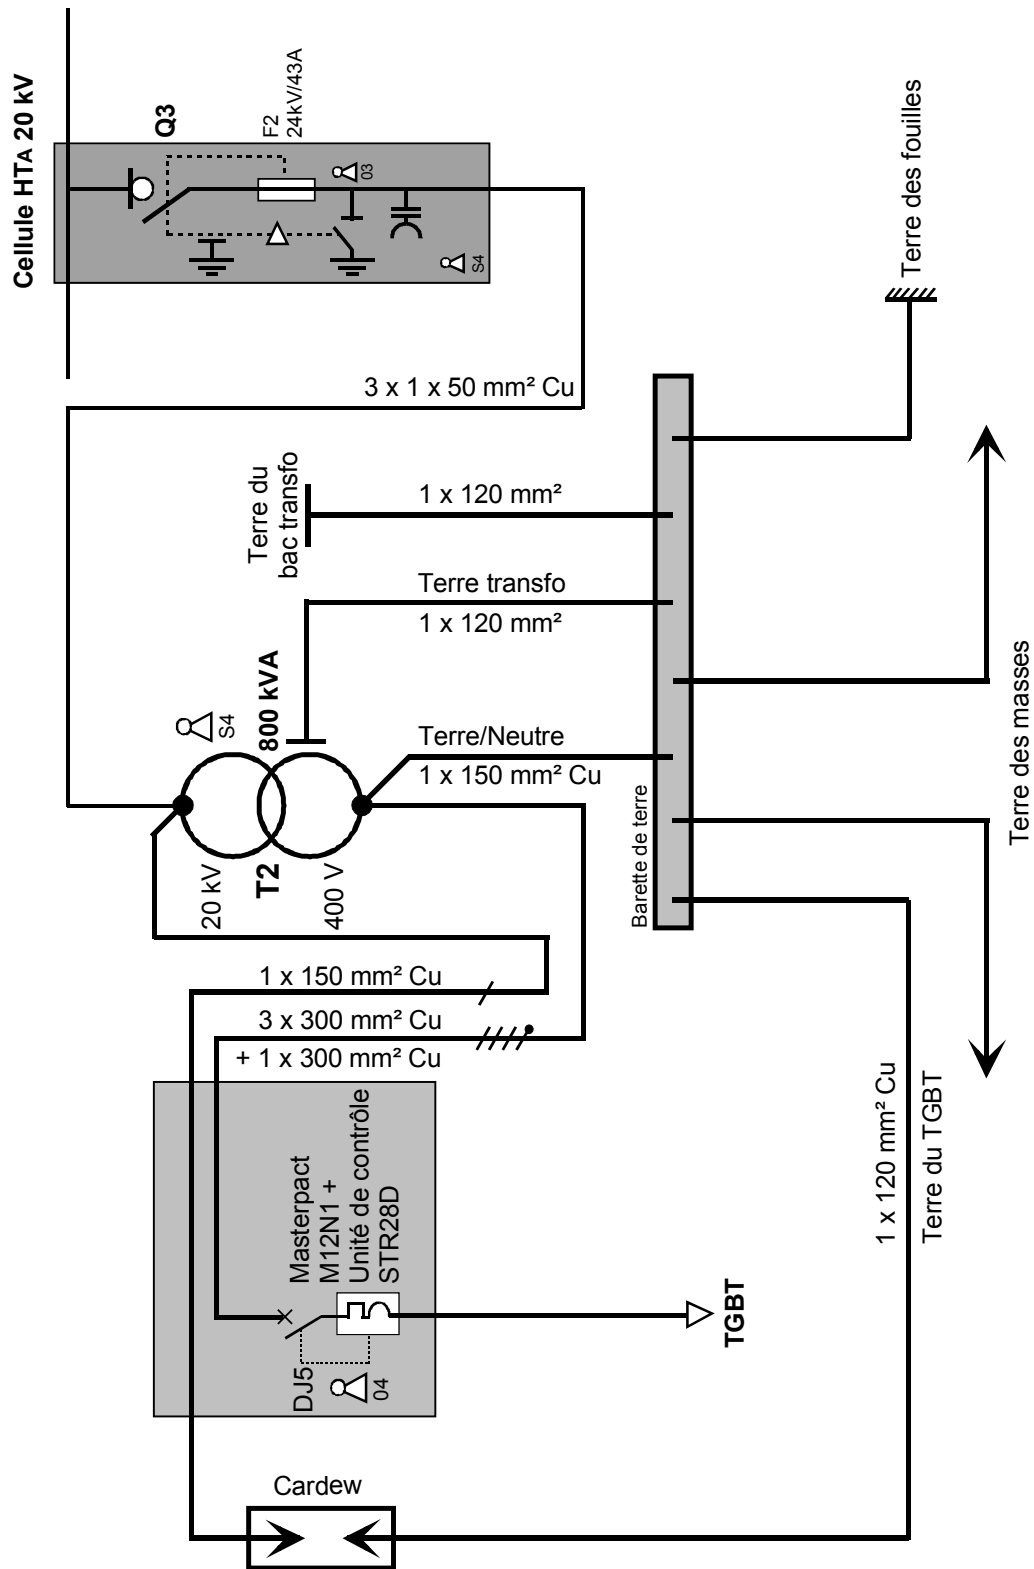 Cellule HTA 20 kV
Q3
F2
24kV/43A
03
S4
3 x 1 x 50 mm² Cu
Terre des fouilles
Terre du
bac transfo
1 x 120 mm²
Terre transfo
1 x 120 mm²
S4
800 kVA
Terre/Neutre
1 x 150 mm² Cu
20 kV
T2
400 V
Barette de terre
Terre des masses
1 x 150 mm² Cu
3 x 300 mm² Cu
+ 1 x 300 mm² Cu
Masterpact
M12N1 +
Unité de contrôle
STR28D
DJ5
04
TGBT
1 x 120 mm² Cu
Terre du TGBT
Cardew